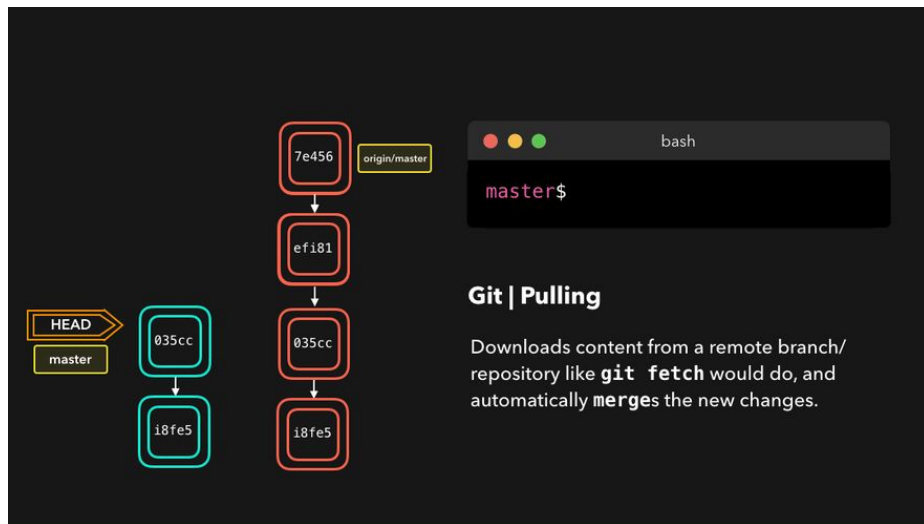 7e456
origin/master
efi81
HEAD
master
035cc
035cc
i8fe5
i8fe5
bash
master$
Git | Pulling
Downloads content from a remote branch/
repository like git fetch would do, and
automatically merges the new changes.